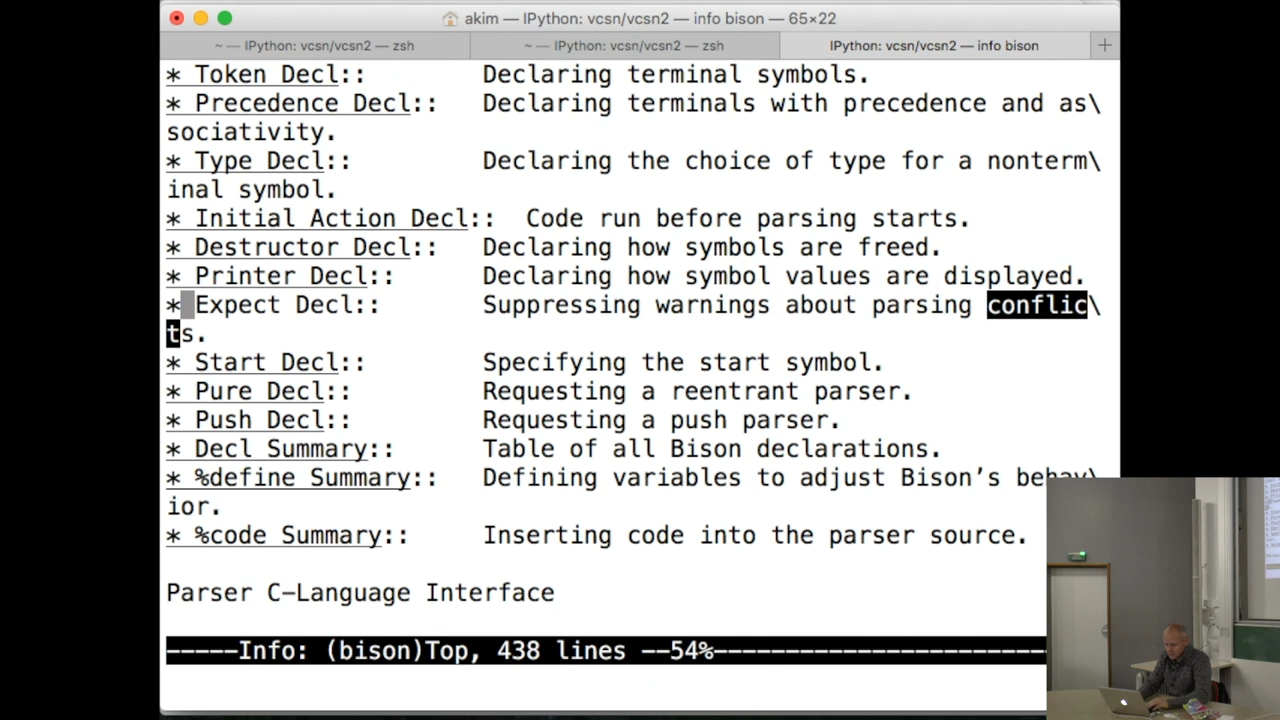 akim — IPython: vcsn/vcsn2 — info bison — 65×22
~ — IPython: vcsn/vcsn2 — zsh
~ — IPython: vcsn/vcsn2 — zsh
IPython: vcsn/vcsn2 — info bison
* Token Decl:: Declaring terminal symbols.
* Precedence Decl:: Declaring terminals with precedence and as\
sociativity.
* Type Decl:: Declaring the choice of type for a nonterm\
inal symbol.
* Initial Action Decl:: Code run before parsing starts.
* Destructor Decl:: Declaring how symbols are freed.
* Printer Decl:: Declaring how symbol values are displayed.
* Expect Decl:: Suppressing warnings about parsing conflic\
ts.
* Start Decl:: Specifying the start symbol.
* Pure Decl:: Requesting a reentrant parser.
* Push Decl:: Requesting a push parser.
* Decl Summary:: Table of all Bison declarations.
* %define Summary:: Defining variables to adjust Bison’s behav\
ior.
* %code Summary:: Inserting code into the parser source.
Parser C-Language Interface
-----Info: (bison)Top, 438 lines --54%-----------------------